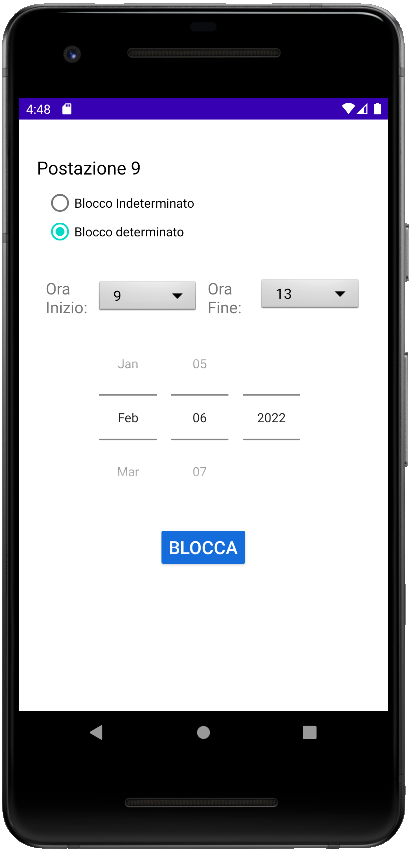 4:48
Postazione 9
Blocco Indeterminato
Blocco determinato
Ora Inizio: 9 Ora Fine: 13
Jan 05
Feb 06 2022
Mar 07
BLOCCA